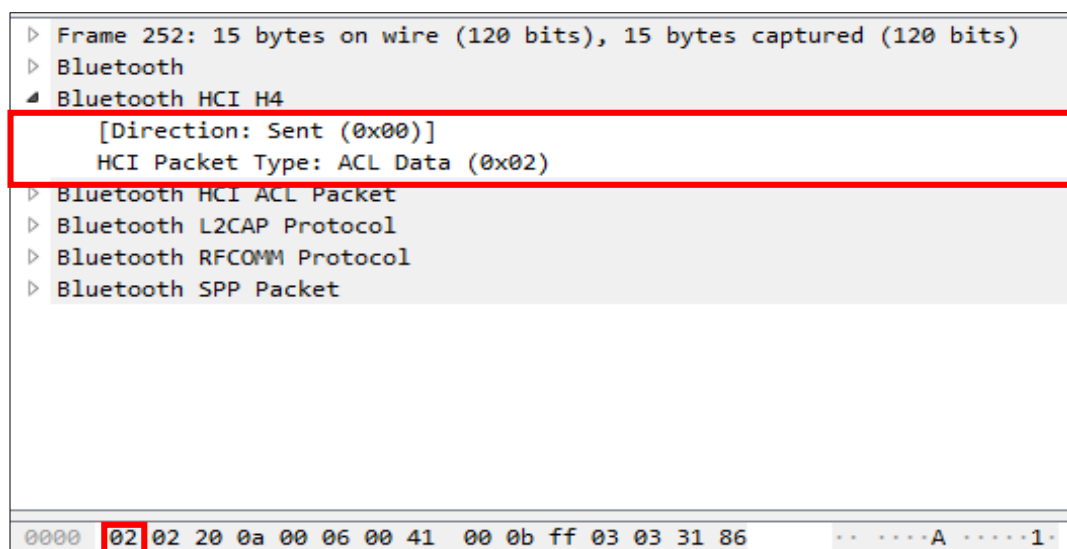 Frame 252: 15 bytes on wire (120 bits), 15 bytes captured (120 bits)
Bluetooth
Bluetooth HCI H4
[Direction: Sent (0x00)]
HCI Packet Type: ACL Data (0x02)
Bluetooth HCI ACL Packet
Bluetooth L2CAP Protocol
Bluetooth RFCOMM Protocol
Bluetooth SPP Packet
0000 02 02 20 0a 00 06 00 41 00 0b ff 03 03 31 86 ·· ····A ·····1·